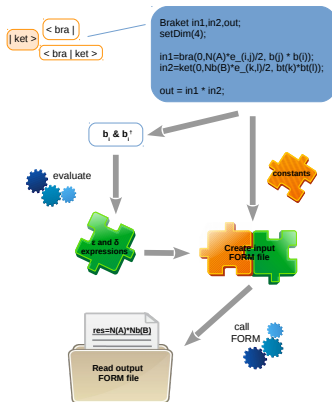 < bra |
| ket >
< bra | ket >
Braket in1,in2,out;
setDim(4);
in1=bra(0,N(A)*e_(i,j)/2, b(j) * b(i));
in2=ket(0,Nb(B)*e_(k,l)/2, bt(k)*bt(l));
out = in1 * in2;
b_i & b_i†
evaluate
constants
ε and δ
expressions
Create input
FORM file
call
FORM
res=N(A)*Nb(B)
Read output
FORM file